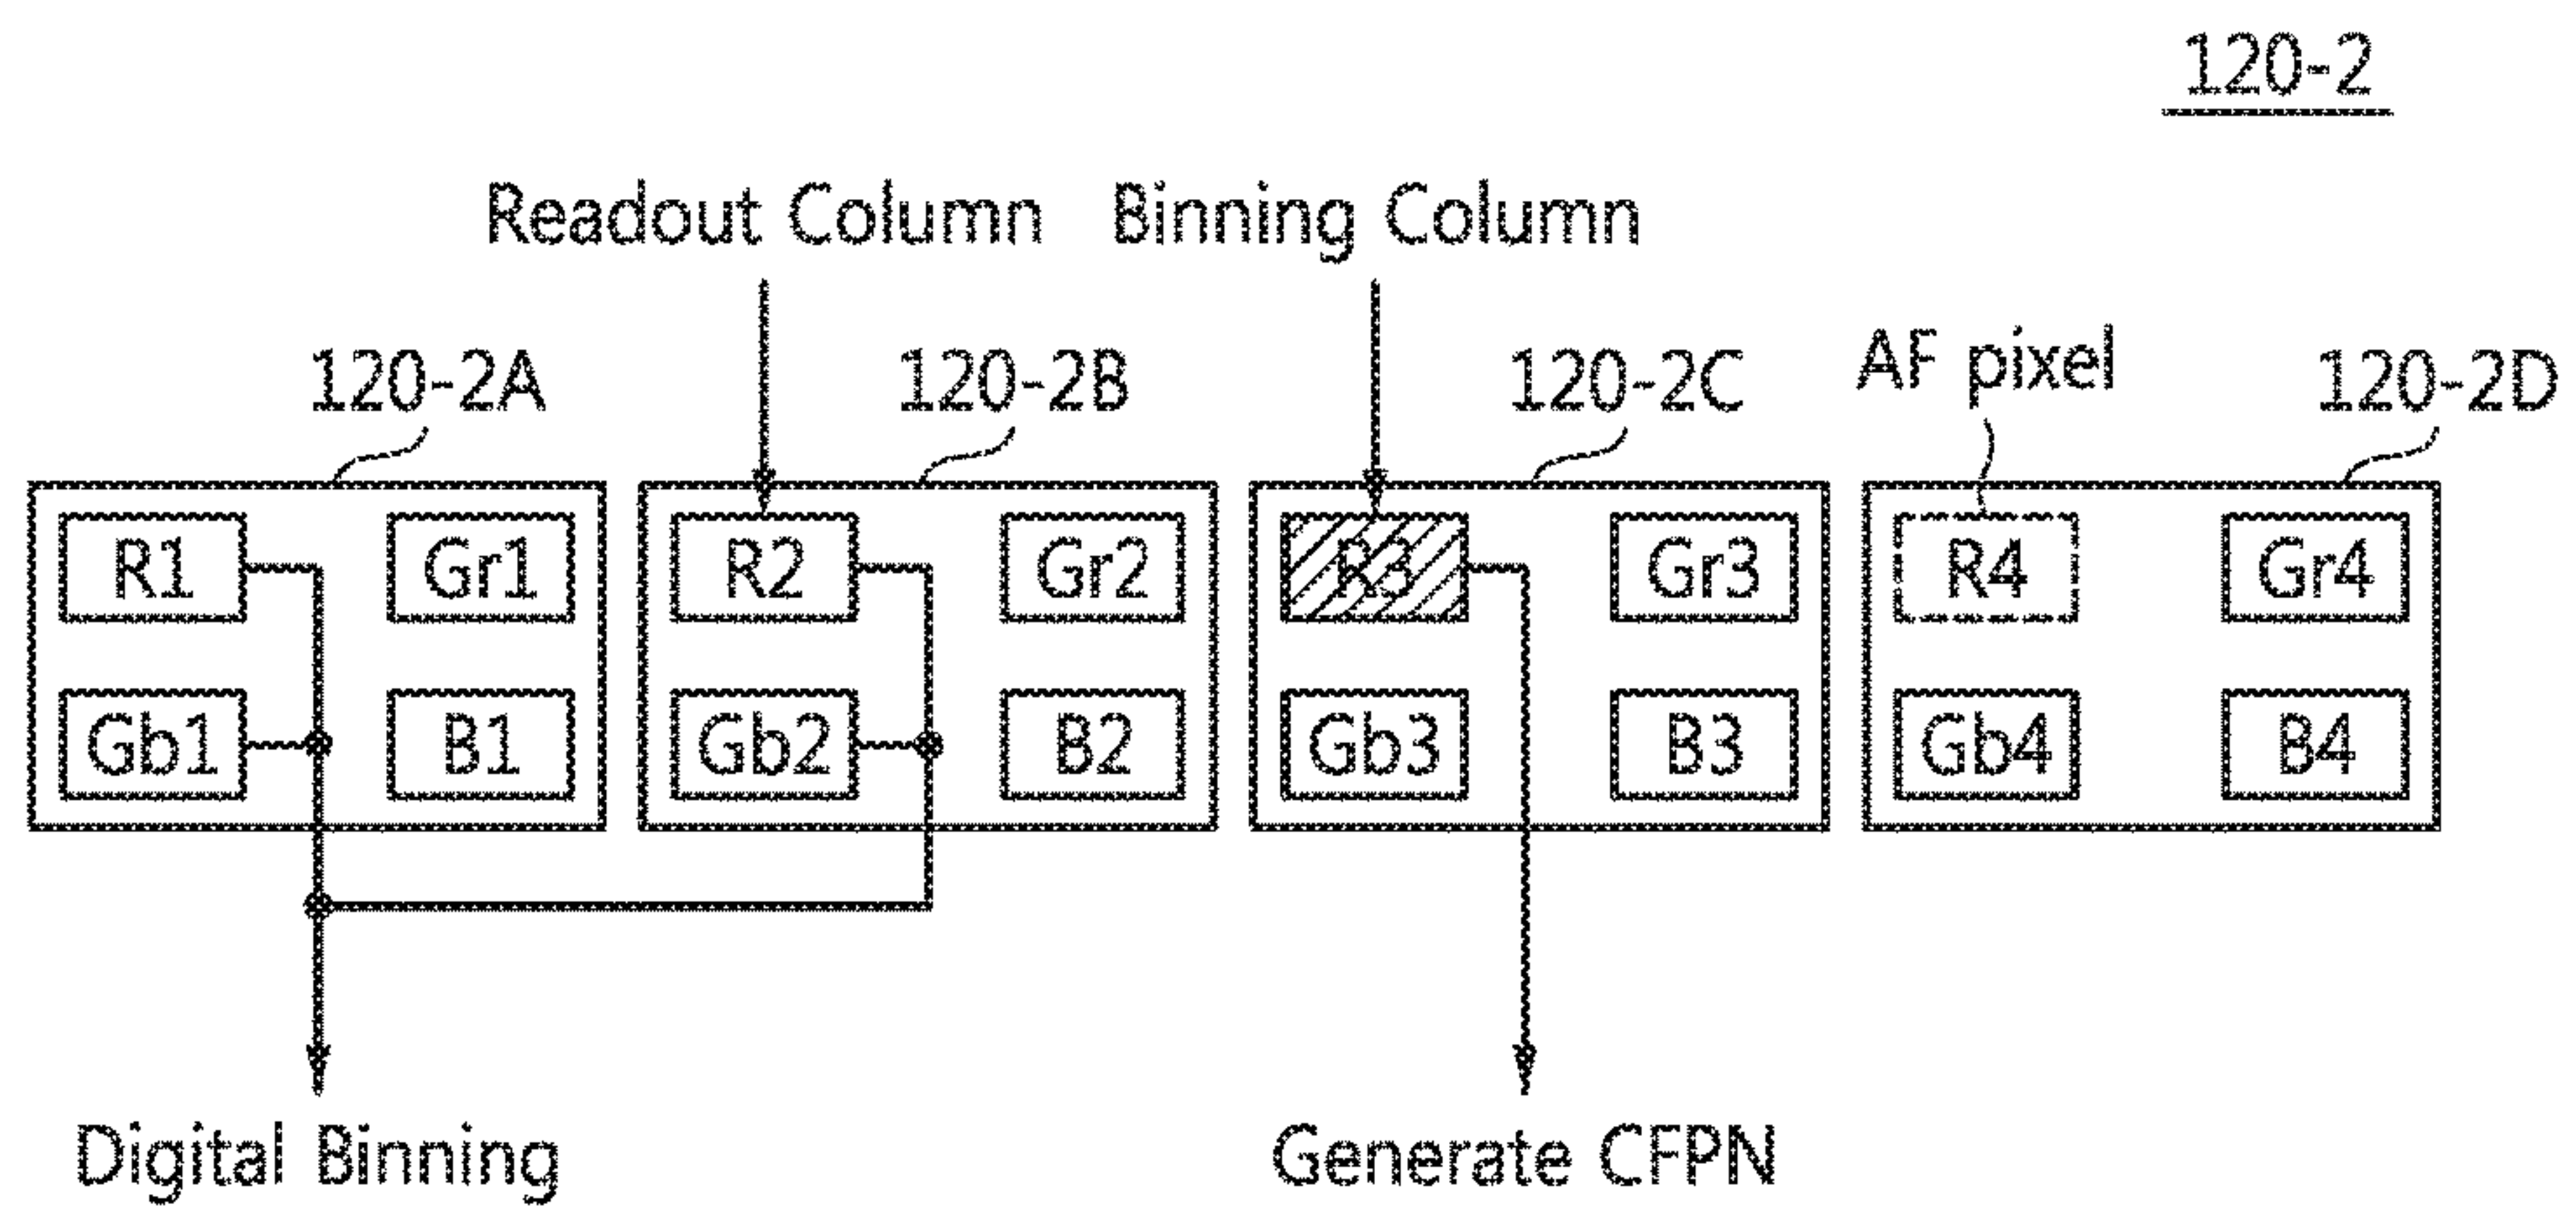 120-2
Readout Column Binning Column
120-2A 120-2B 120-2C AF pixel 120-2D
R1 Gr1 R2 Gr2 R3 Gr3 R4 Gr4
Gb1 B1 Gb2 B2 Gb3 B3 Gb4 B4
Digital Binning Generate CFPN